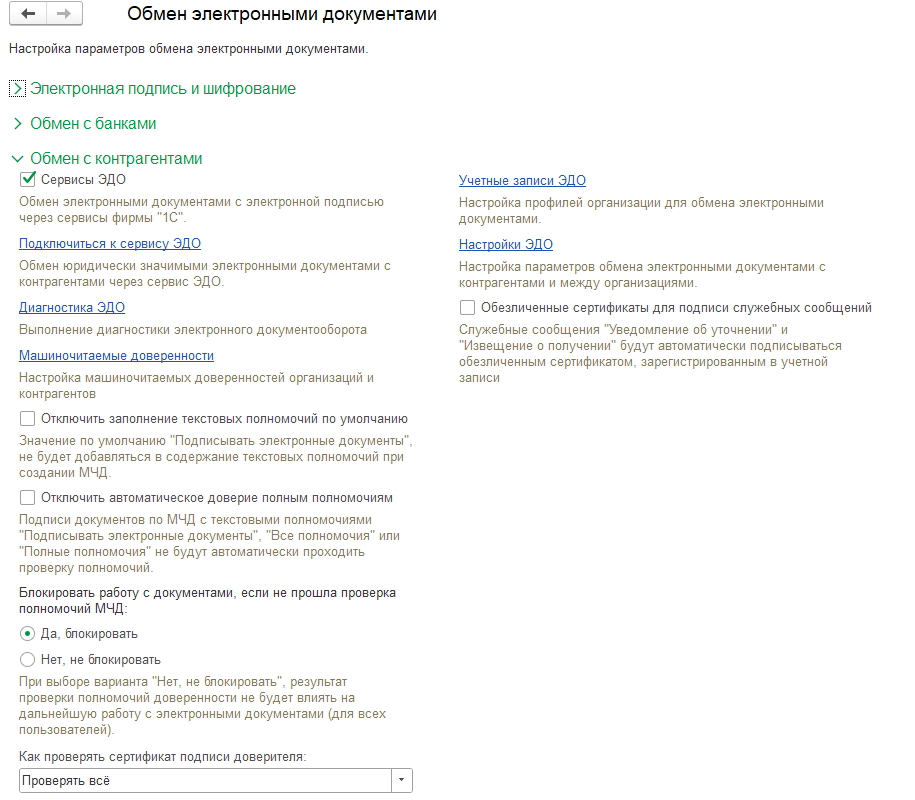 Обмен электронными документами
Настройка параметров обмена электронными документами.
Электронная подпись и шифрование
Обмен с банками
Обмен с контрагентами
Сервисы ЭДО
Обмен электронными документами с электронной подписью
через сервисы фирмы "1С".
Подключиться к сервису ЭДО
Обмен юридически значимыми электронными документами с
контрагентами через сервис ЭДО.
Диагностика ЭДО
Выполнение диагностики электронного документооборота
Машиночитаемые доверенности
Настройка машиночитаемых доверенностей организаций и
контрагентов
Отключить заполнение текстовых полномочий по умолчанию
Значение по умолчанию "Подписывать электронные документы",
не будет добавляться в содержание текстовых полномочий при
создании МЧД.
Отключить автоматическое доверие полным полномочиям
Подписи документов по МЧД с текстовыми полномочиями
"Подписывать электронные документы", "Все полномочия" или
"Полные полномочия" не будут автоматически проходить
проверку полномочий.
Блокировать работу с документами, если не прошла проверка
полномочий МЧД:
Да, блокировать
Нет, не блокировать
При выборе варианта "Нет, не блокировать", результат
проверки полномочий доверенности не будет влиять на
дальнейшую работу с электронными документами (для всех
пользователей).
Как проверять сертификат подписи доверителя:
Проверять всё
Учетные записи ЭДО
Настройка профилей организации для обмена электронными
документами.
Настройки ЭДО
Настройка параметров обмена электронными документами с
контрагентами и между организациями.
Обезличенные сертификаты для подписи служебных сообщений
Служебные сообщения "Уведомление об уточнении" и
"Извещение о получении" будут автоматически подписываться
обезличенным сертификатом, зарегистрированным в учетной
записи